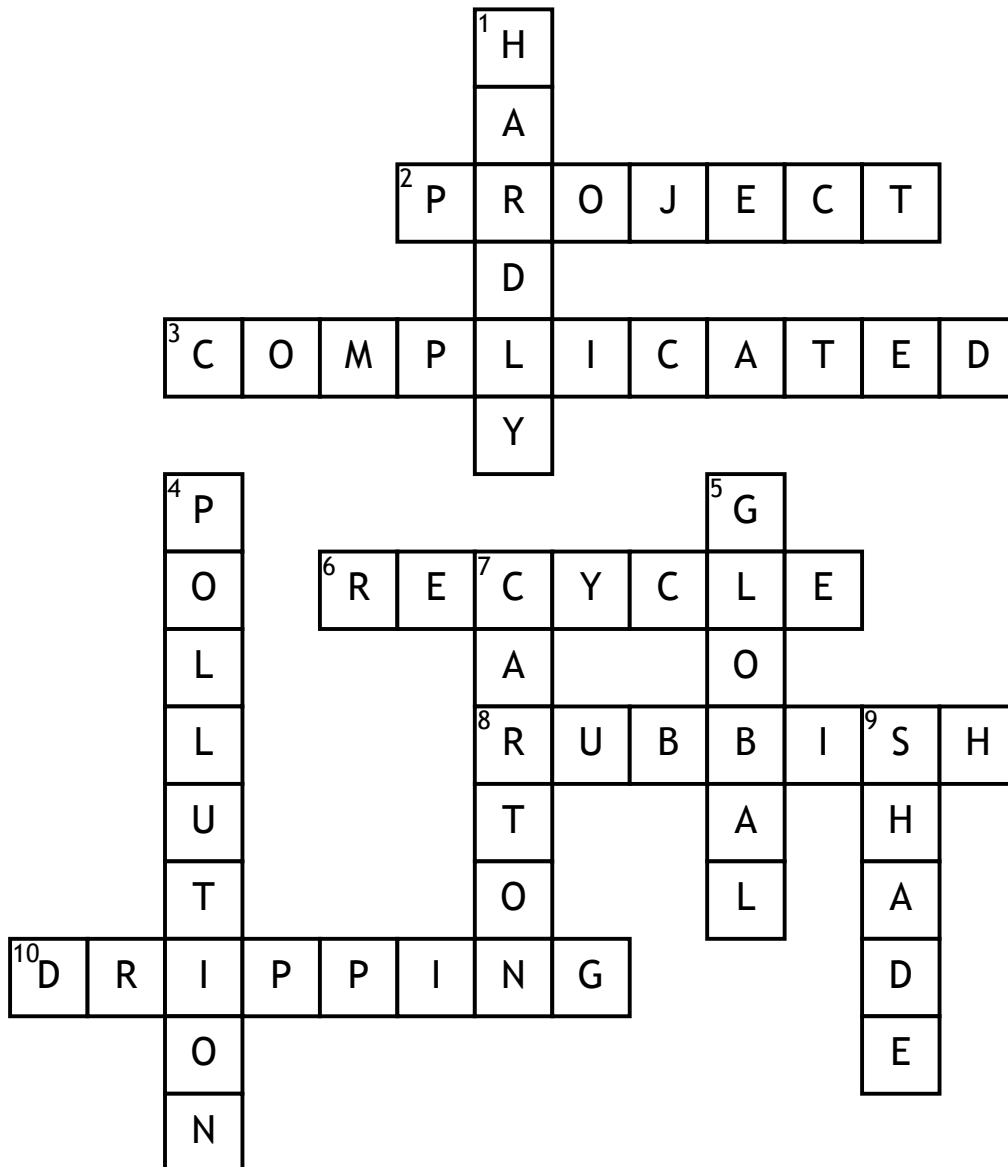 1 H
A
2 P R O J E C T
D
3 C O M P L I C A T E D
Y
4 P 5 G
O 6 R E 7 C Y C L E
L A O
L 8 R U B B I 9 S H
U T A H
T O L A
10 D R I P P I N G D
O E
N